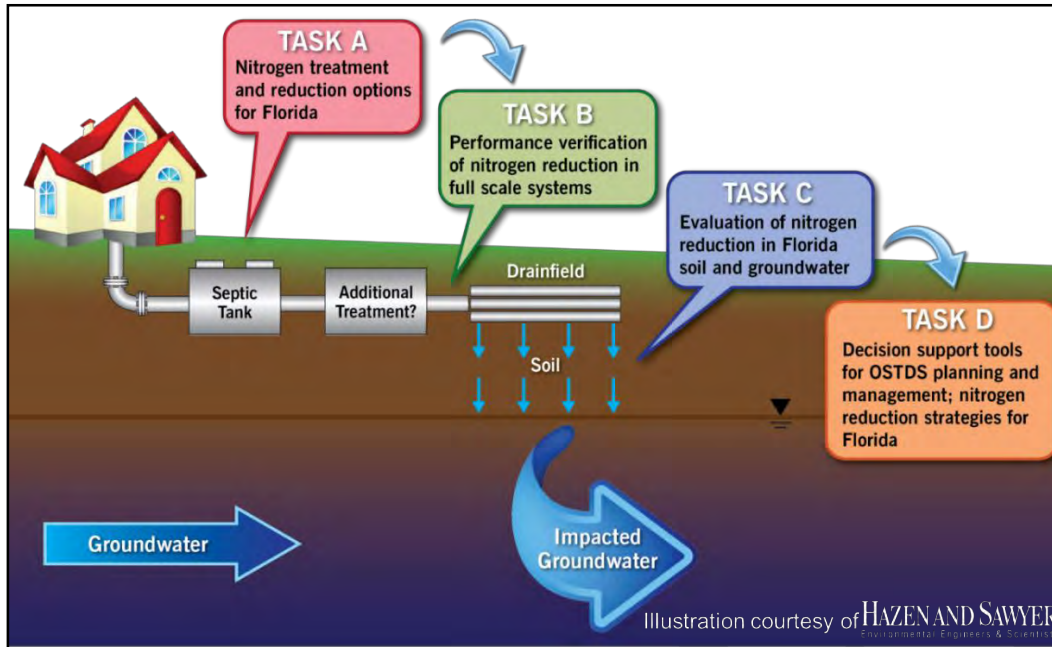 TASK A
Nitrogen treatment
and reduction options
for Florida
TASK B
Performance verification
of nitrogen reduction in
full scale systems
TASK C
Evaluation of nitrogen
reduction in Florida
soil and groundwater
TASK D
Decision support tools
for OSTDS planning and
management; nitrogen
reduction strategies for
Florida
Septic
Tank
Additional
Treatment?
Drainfield
Soil
Groundwater
Impacted
Groundwater
Illustration courtesy of HAZEN AND SAWYER
Environmental Engineers & Scientist